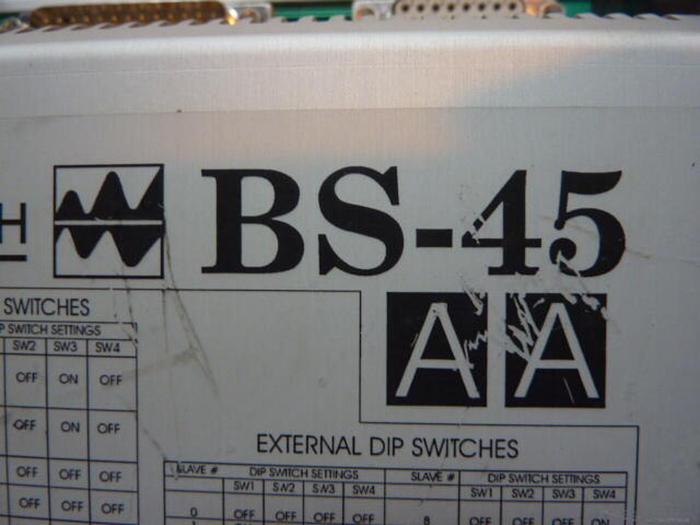 H BS-45
A A
SWITCHES
P SWITCH SETTINGS
SW2 SW3 SW4
OFF ON OFF
OFF ON OFF
OFF OFF OFF
OFF OFF OFF
EXTERNAL DIP SWITCHES
SLAVE # DIP SWITCH SETTINGS SLAVE # DIP SWITCH SETTINGS
SW1 SW2 SW3 SW4 SW1 SW2 SW3 SW4
0 OFF OFF OFF OFF 8 OFF OFF OFF